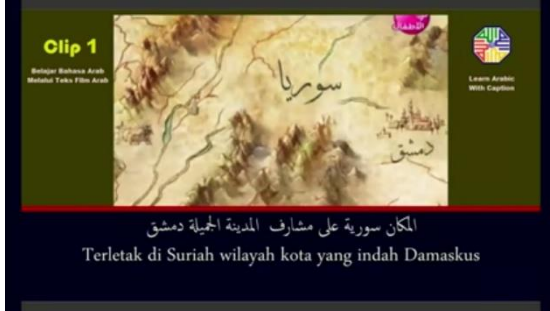 Clip 1
Belajar Bahasa Arab
Melalui Teks Film Arab
للأطفال
سوريا
دمشق
Learn Arabic
With Caption
المكان سورية على مشارف المدينة الجميلة دمشق
Terletak di Suriah wilayah kota yang indah Damaskus